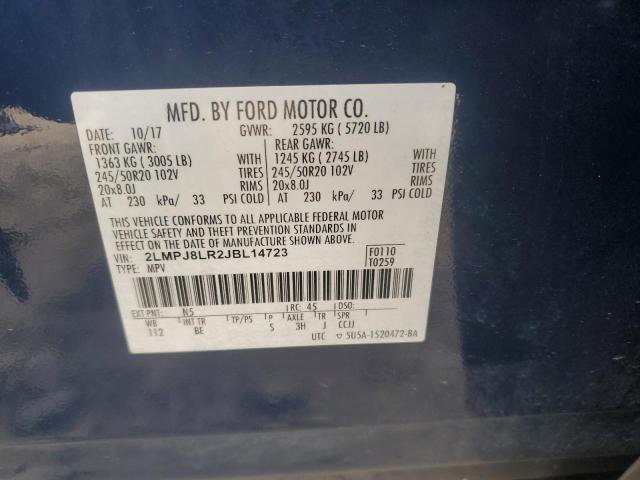 MFD. BY FORD MOTOR CO.
DATE: 10/17 GVWR: 2595 KG ( 5720 LB)
FRONT GAWR: REAR GAWR:
1363 KG ( 3005 LB) WITH 1245 KG ( 2745 LB) WITH
245/50R20 102V TIRES 245/50R20 102V TIRES
20x8.0J RIMS 20x8.0J RIMS
AT 230 kPa/ 33 PSI COLD AT 230 kPa/ 33 PSI COLD
THIS VEHICLE CONFORMS TO ALL APPLICABLE FEDERAL MOTOR
VEHICLE SAFETY AND THEFT PREVENTION STANDARDS IN
EFFECT ON THE DATE OF MANUFACTURE SHOWN ABOVE.
VIN: 2LMPJ8LR2JBL14723 F0110
TYPE: MPV T0259
EXT PNT: N5 RC: 45 DSO:
WB INT TR TP/PS P AXLE TR SPR
112 BE S 3H J CCJJ
UTC 5U5A-1520472-BA